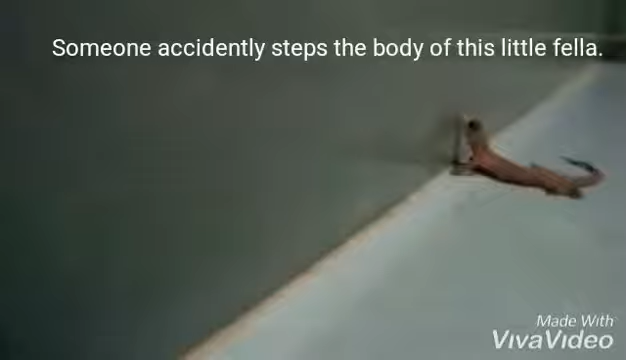 Someone accidently steps the body of this little fella.
Made With
VivaVideo